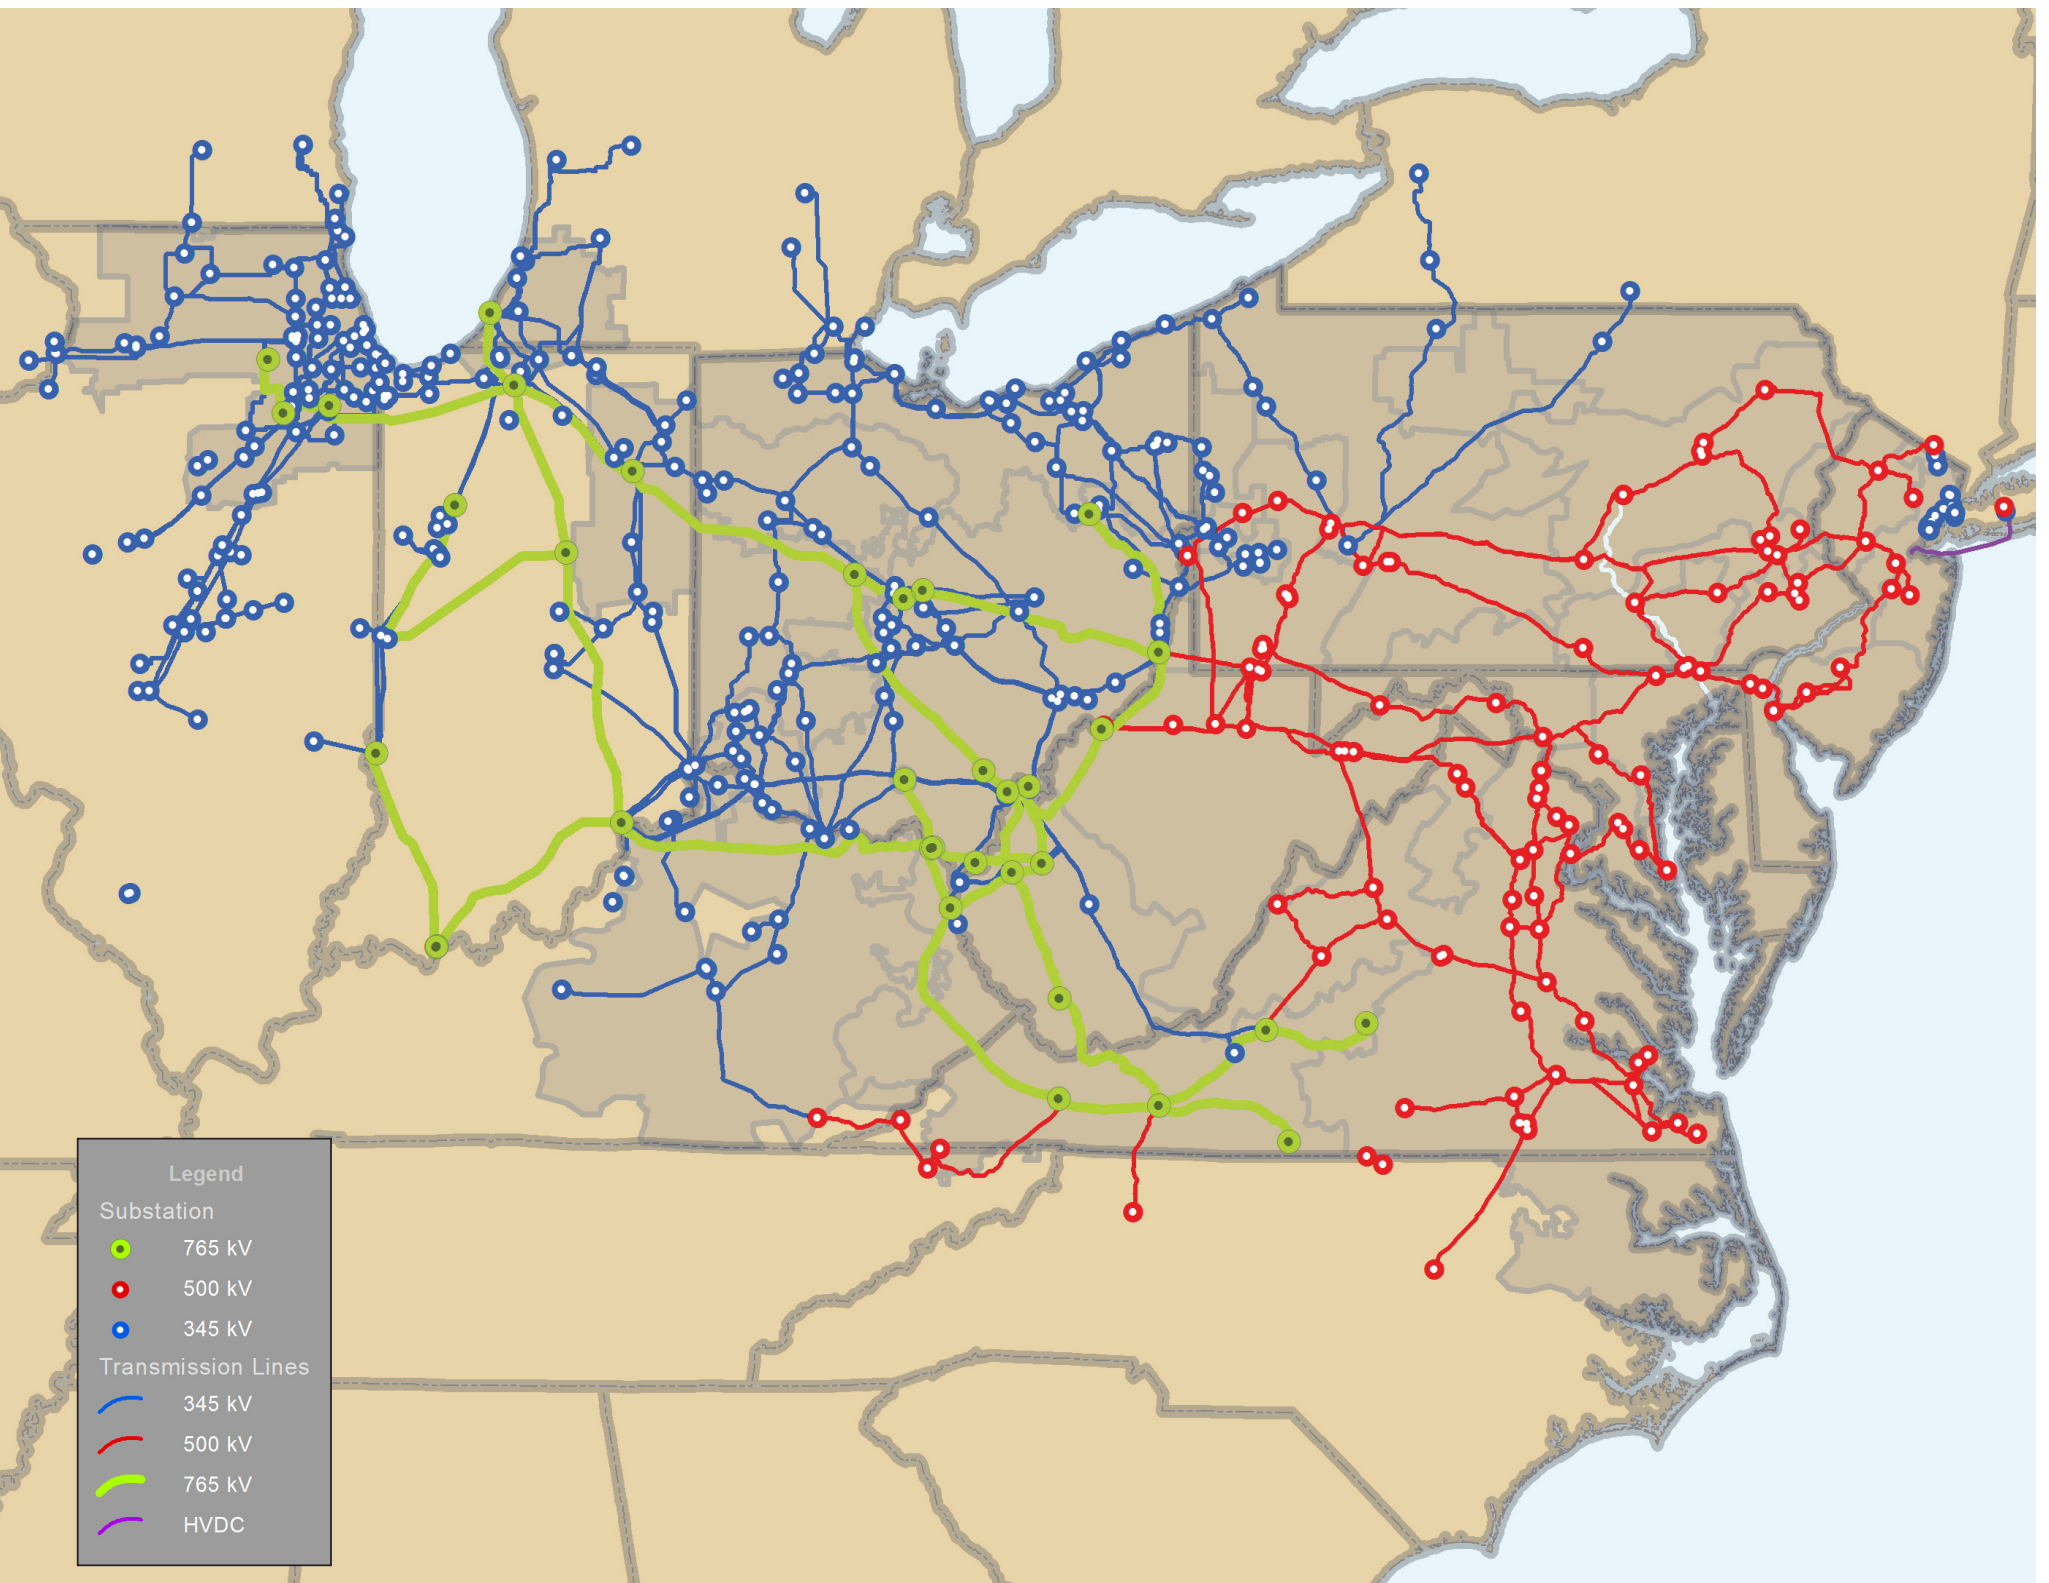 Legend
Substation
765 kV
500 kV
345 kV
Transmission Lines
345 kV
500 kV
765 kV
HVDC